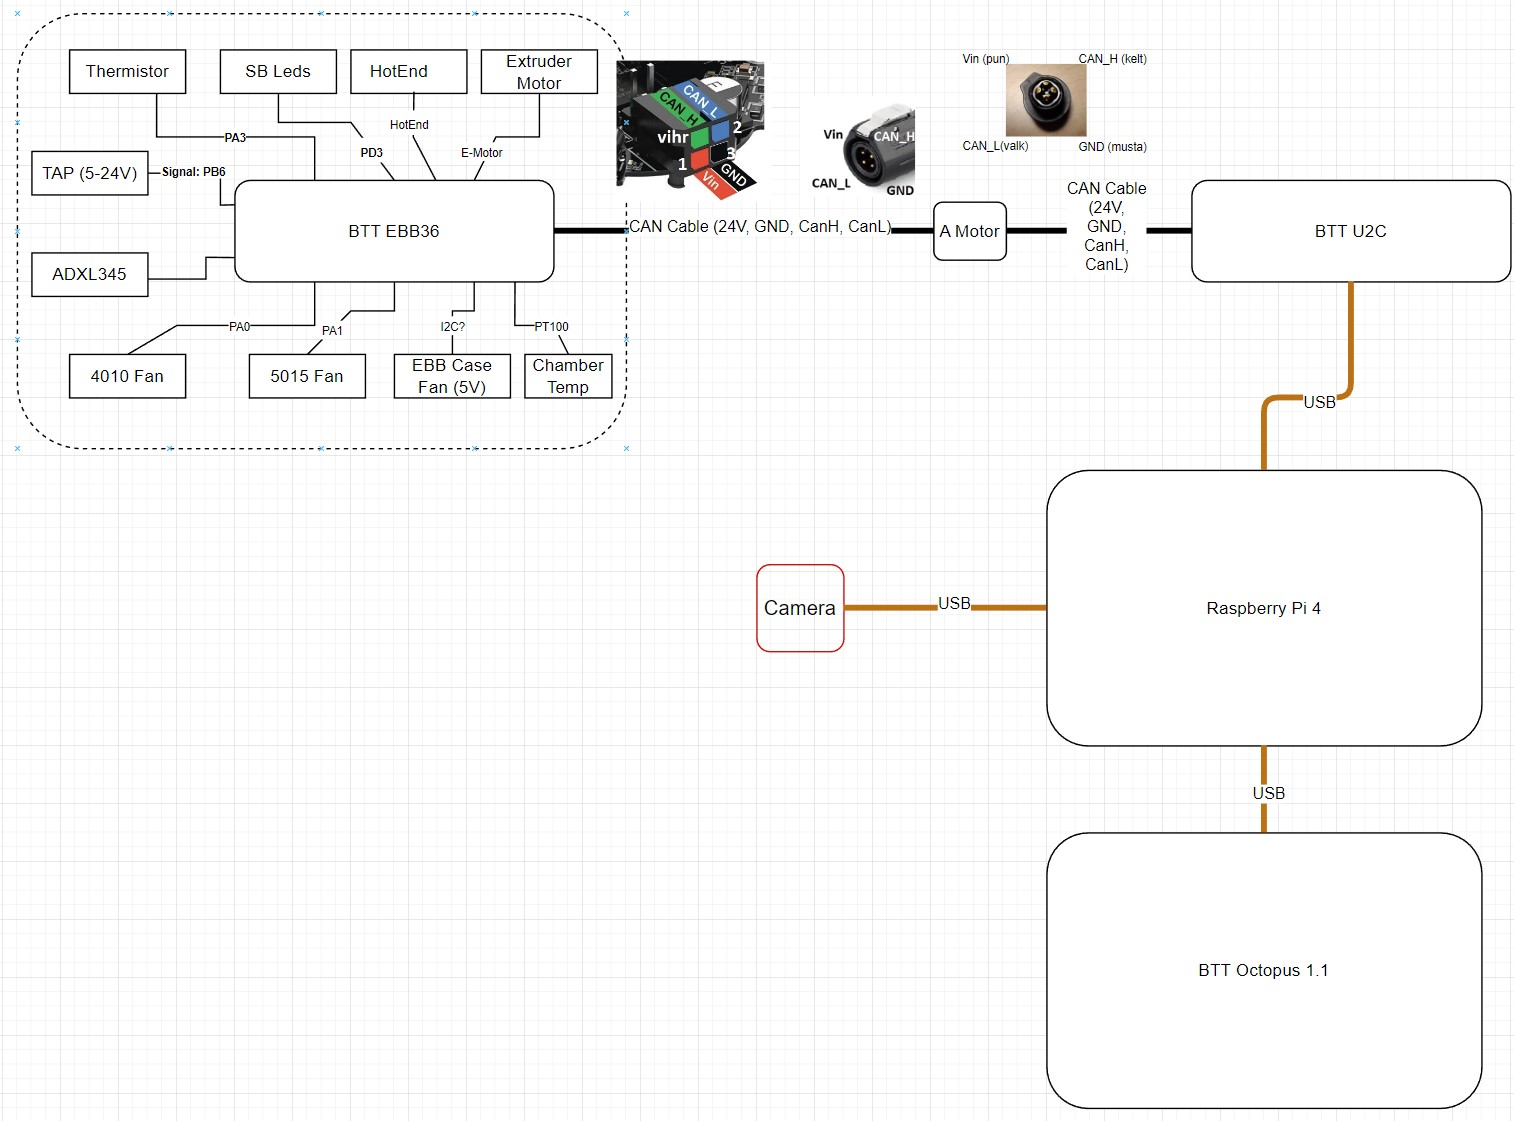 Thermistor
SB Leds
HotEnd
Extruder
Motor
HotEnd
PA3
PD3
E-Motor
TAP (5-24V)
Signal: PB6
BTT EBB36
ADXL345
PA0
PA1
I2C?
PT100
4010 Fan
5015 Fan
EBB Case
Fan (5V)
Chamber
Temp
CAN_L
CAN_H
vihr
2
1
3
Vin
GND
Vin
CAN_H
CAN_L
GND
Vin (pun)
CAN_H (kelt)
CAN_L(valk)
GND (musta)
CAN Cable (24V, GND, CanH, CanL)
A Motor
CAN Cable
(24V,
GND,
CanH,
CanL)
BTT U2C
USB
Raspberry Pi 4
Camera
USB
USB
BTT Octopus 1.1